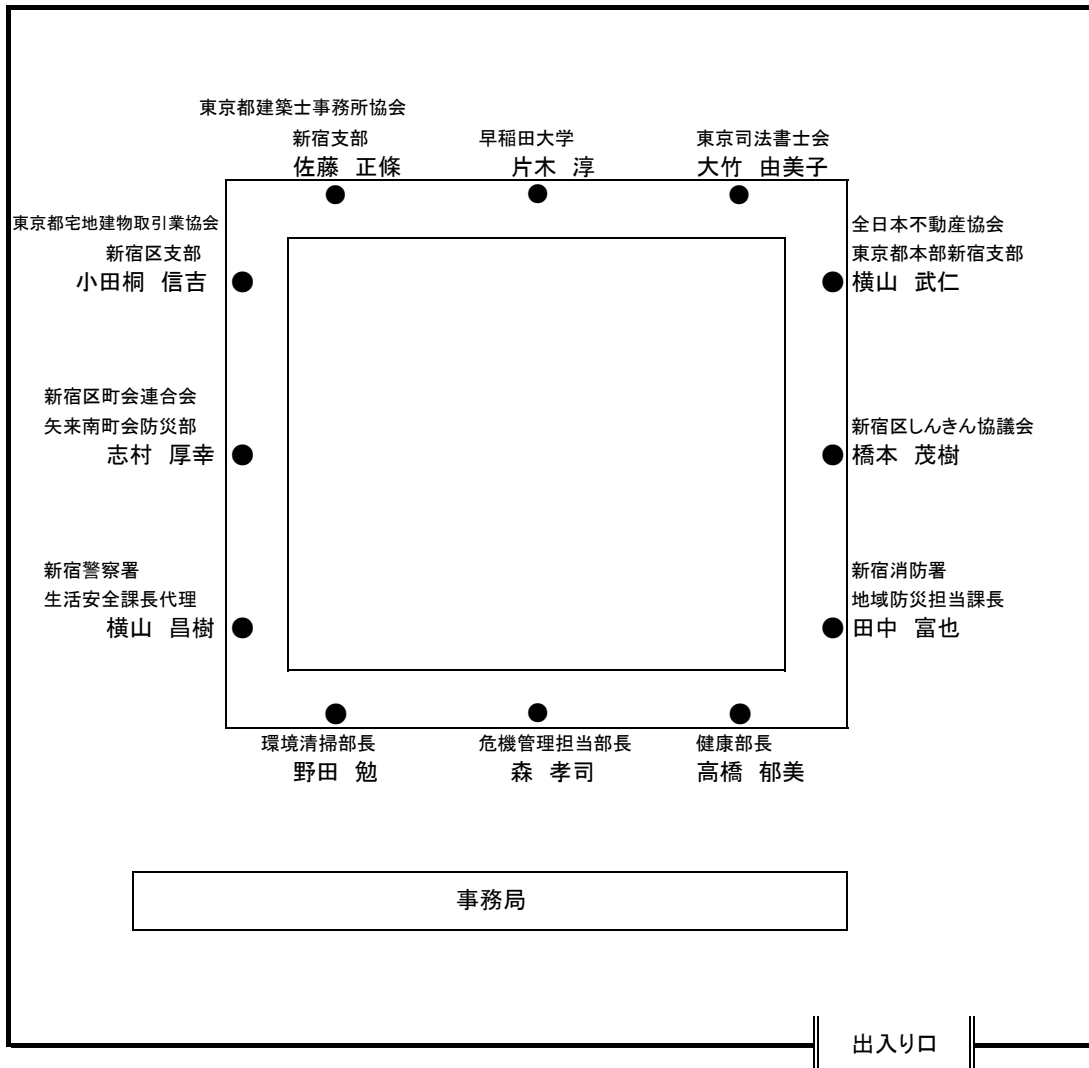 東京都建築士事務所協会
新宿支部
佐藤 正條
早稲田大学
片木 淳
東京司法書士会
大竹 由美子
東京都宅地建物取引業協会
新宿区支部
小田桐 信吉
全日本不動産協会
東京都本部新宿支部
横山 武仁
新宿区町会連合会
矢来南町会防災部
志村 厚幸
新宿区しんきん協議会
橋本 茂樹
新宿警察署
生活安全課長代理
横山 昌樹
新宿消防署
地域防災担当課長
田中 富也
環境清掃部長
野田 勉
危機管理担当部長
森 孝司
健康部長
高橋 郁美
事務局
出入り口